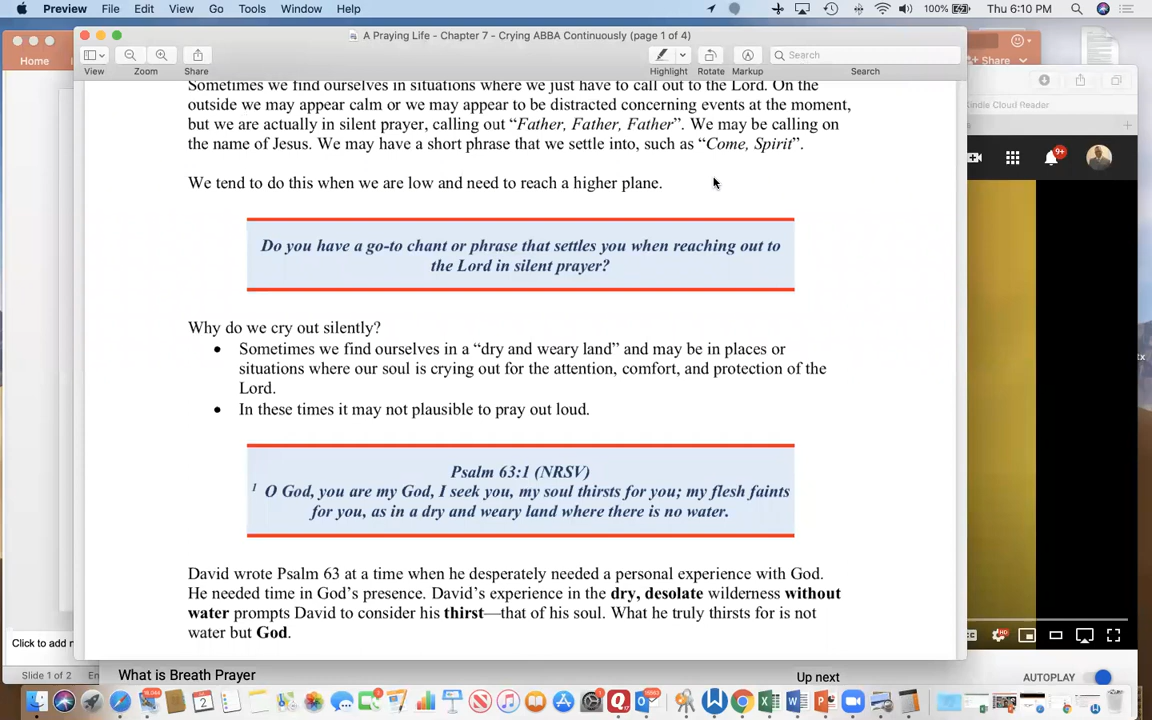 Preview File Edit View Go Tools Window Help
100% Thu 6:10 PM
A Praying Life - Chapter 7 - Crying ABBA Continuously (page 1 of 4)
Home
Share
View Zoom Share Highlight Rotate Markup Search
Search
Kindle Cloud Reader
9+
Sometimes we find ourselves in situations where we just have to call out to the Lord. On the
outside we may appear calm or we may appear to be distracted concerning events at the moment,
but we are actually in silent prayer, calling out “Father, Father, Father”. We may be calling on
the name of Jesus. We may have a short phrase that we settle into, such as “Come, Spirit”.
We tend to do this when we are low and need to reach a higher plane.
Do you have a go-to chant or phrase that settles you when reaching out to
the Lord in silent prayer?
Why do we cry out silently?
• Sometimes we find ourselves in a “dry and weary land” and may be in places or
situations where our soul is crying out for the attention, comfort, and protection of the
Lord.
• In these times it may not plausible to pray out loud.
Psalm 63:1 (NRSV)
1 O God, you are my God, I seek you, my soul thirsts for you; my flesh faints
for you, as in a dry and weary land where there is no water.
David wrote Psalm 63 at a time when he desperately needed a personal experience with God.
He needed time in God’s presence. David’s experience in the dry, desolate wilderness without
water prompts David to consider his thirst—that of his soul. What he truly thirsts for is not
water but God.
Click to add n
Slide 1 of 2 En
What is Breath Prayer
Up next
AUTOPLAY